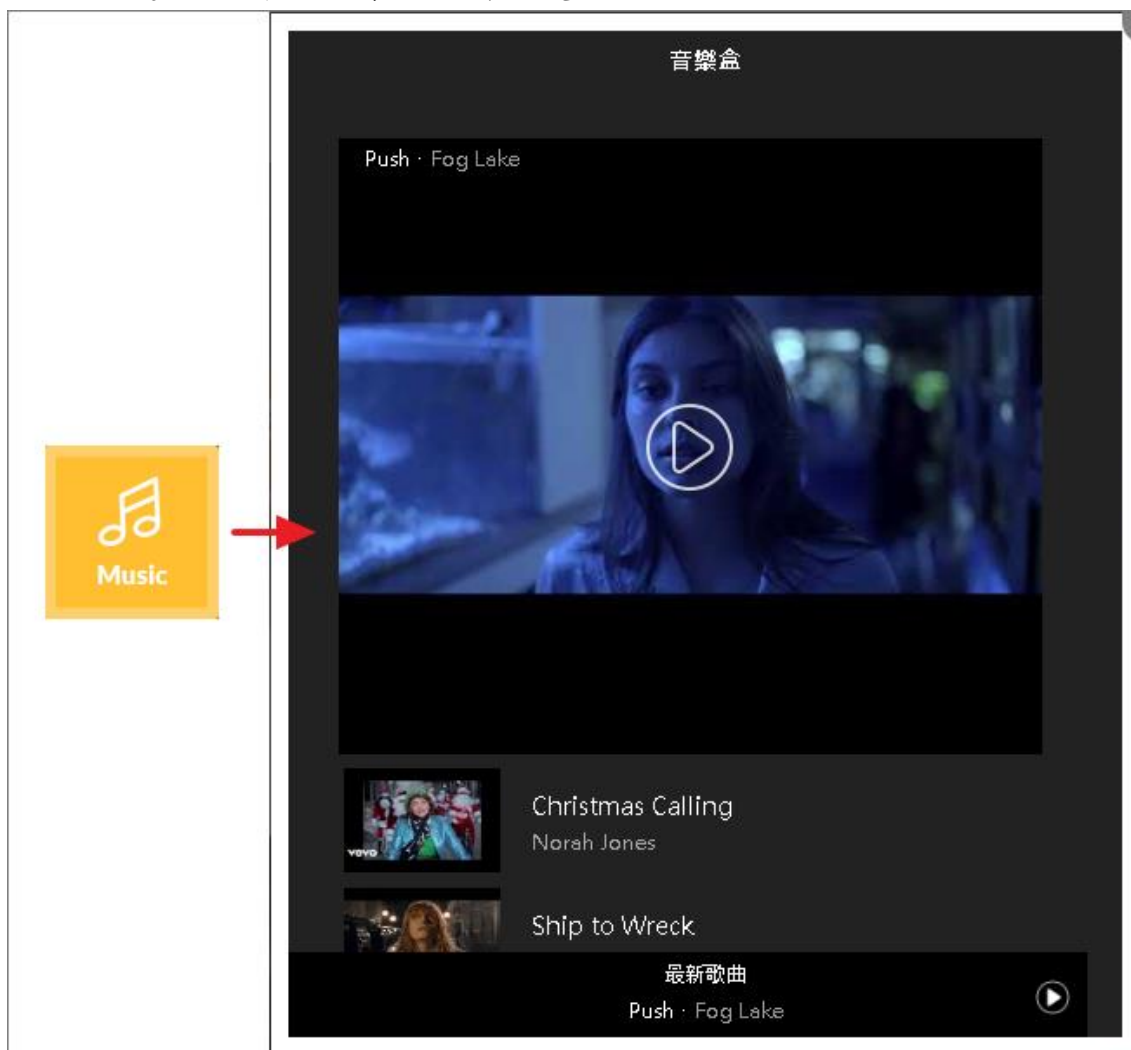 音樂盒
Push · Fog Lake
Music
Christmas Calling
Norah Jones
Ship to Wreck
最新歌曲
Push · Fog Lake